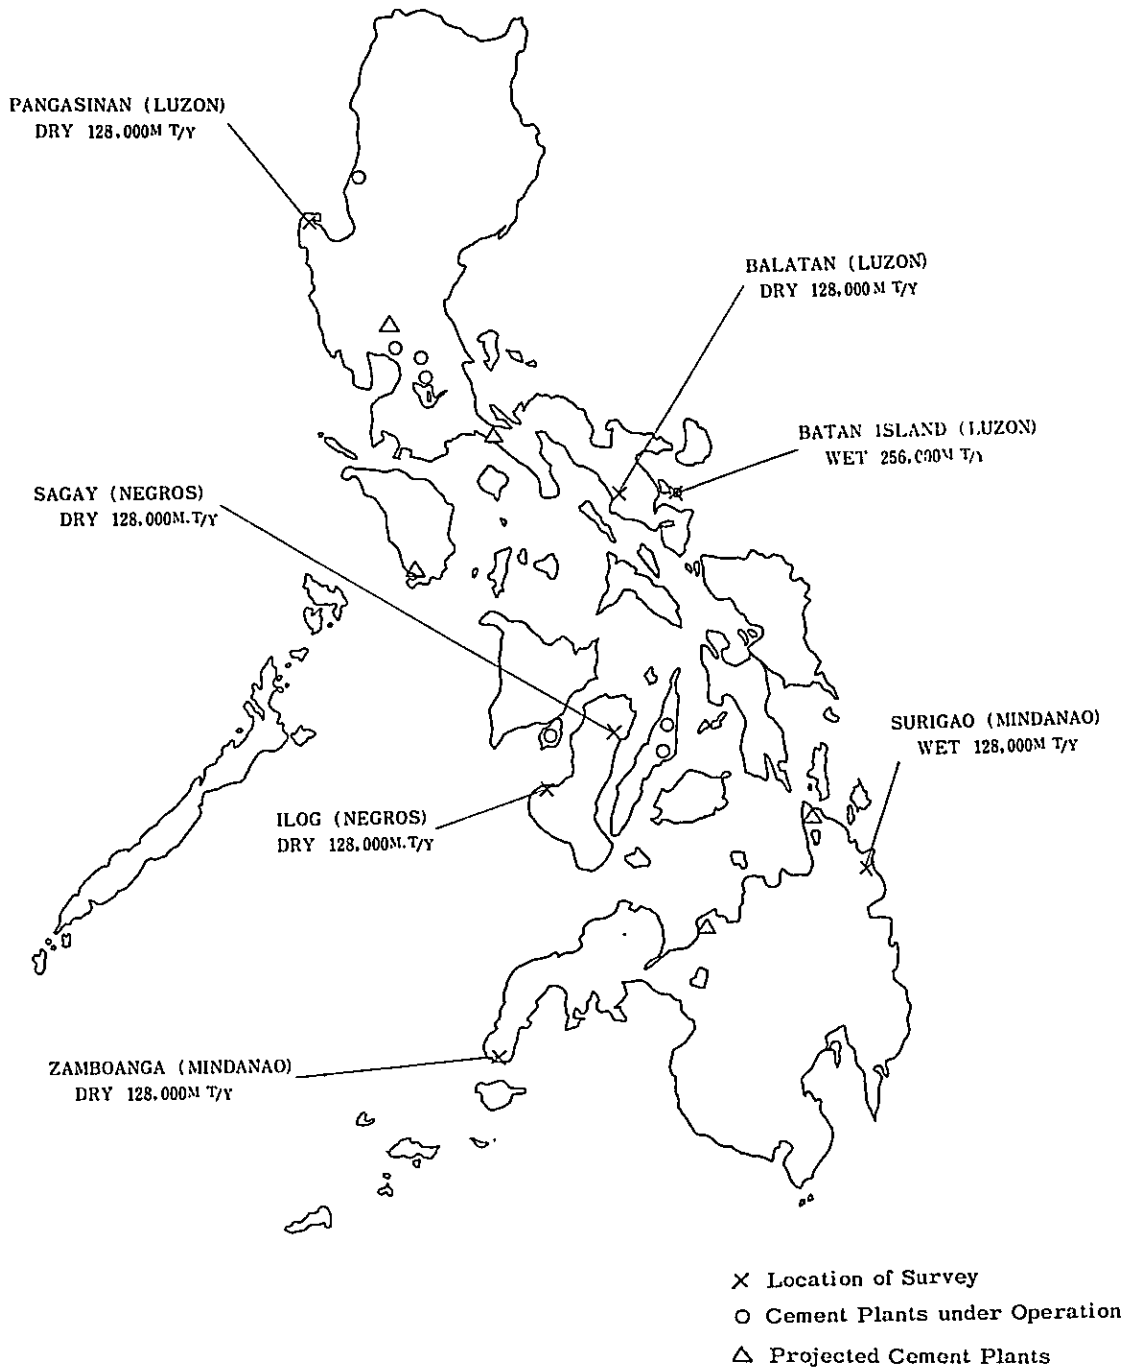 PANGASINAN (LUZON)
DRY 128.000M T/Y
BALATAN (LUZON)
DRY 128,000M T/Y
BATAN ISLAND (LUZON)
WET 256.000M T/Y
SAGAY (NEGROS)
DRY 128.000M.T/Y
SURIGAO (MINDANAO)
WET 128,000M T/Y
ILOG (NEGROS)
DRY 128.000M.T/Y
ZAMBOANGA (MINDANAO)
DRY 128.000M T/Y
Location of Survey
Cement Plants under Operation
Projected Cement Plants